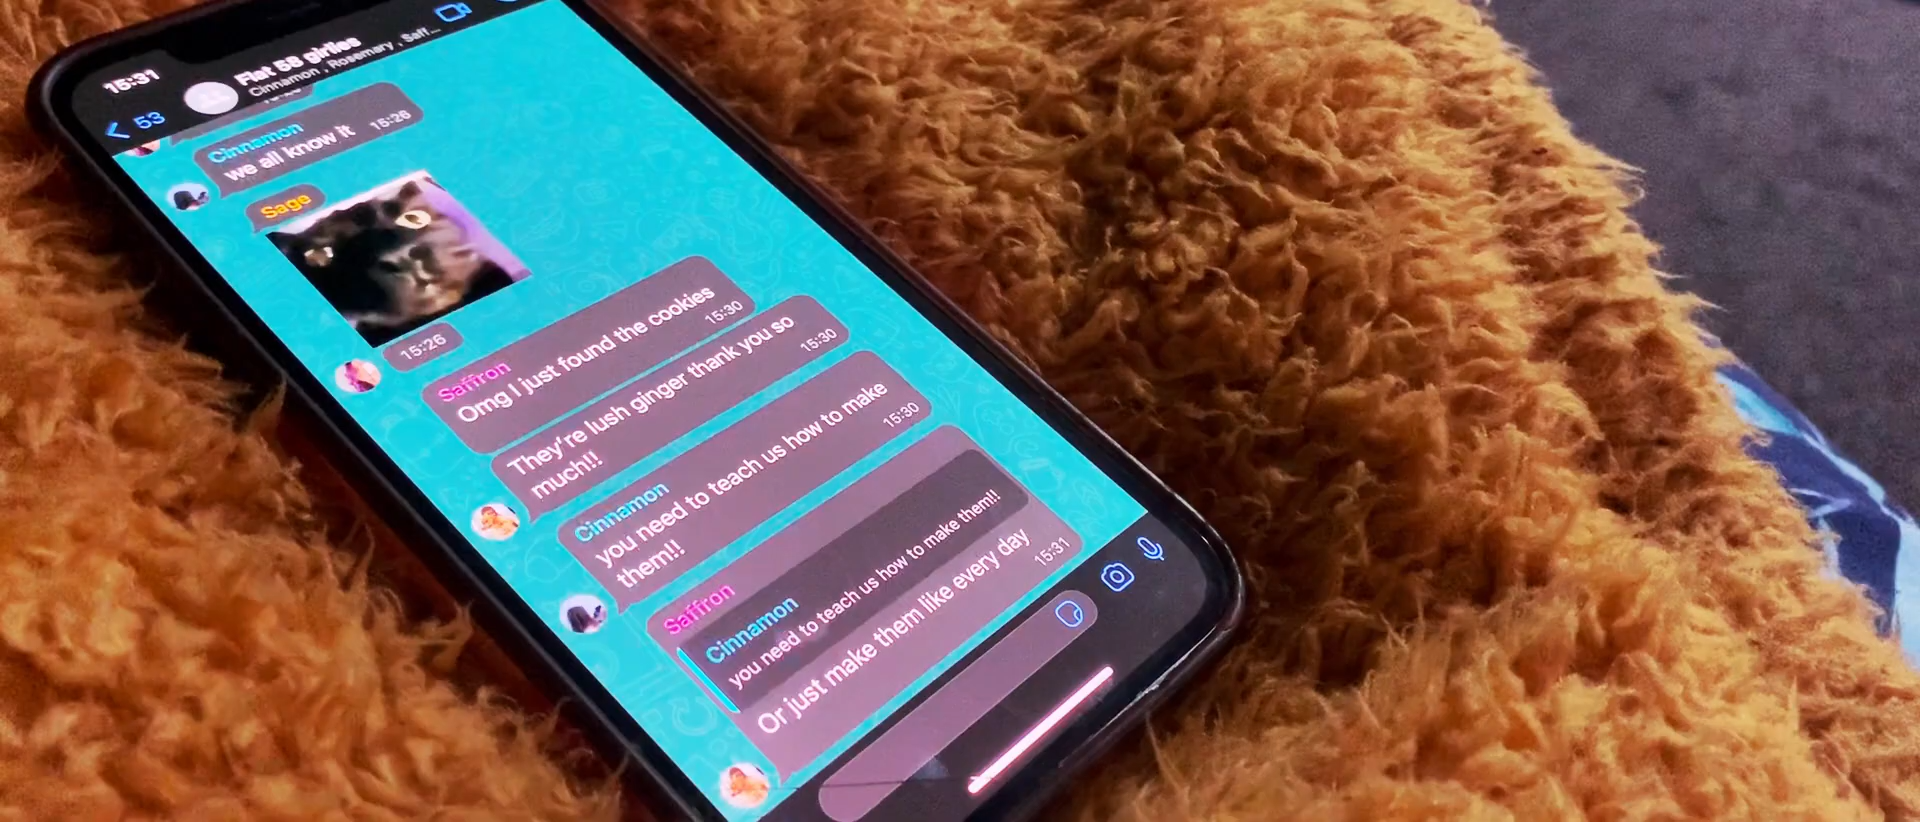 15:31
53
Flat 58 girlies
Cinnamon , Rosemary , Saff...
Cinnamon
we all know it 15:26
Sage
15:26
Saffron
Omg I just found the cookies
15:30
They're lush ginger thank you so
much!! 15:30
Cinnamon
you need to teach us how to make
them!! 15:30
Saffron
Cinnamon
you need to teach us how to make them!!
Or just make them like every day
15:31